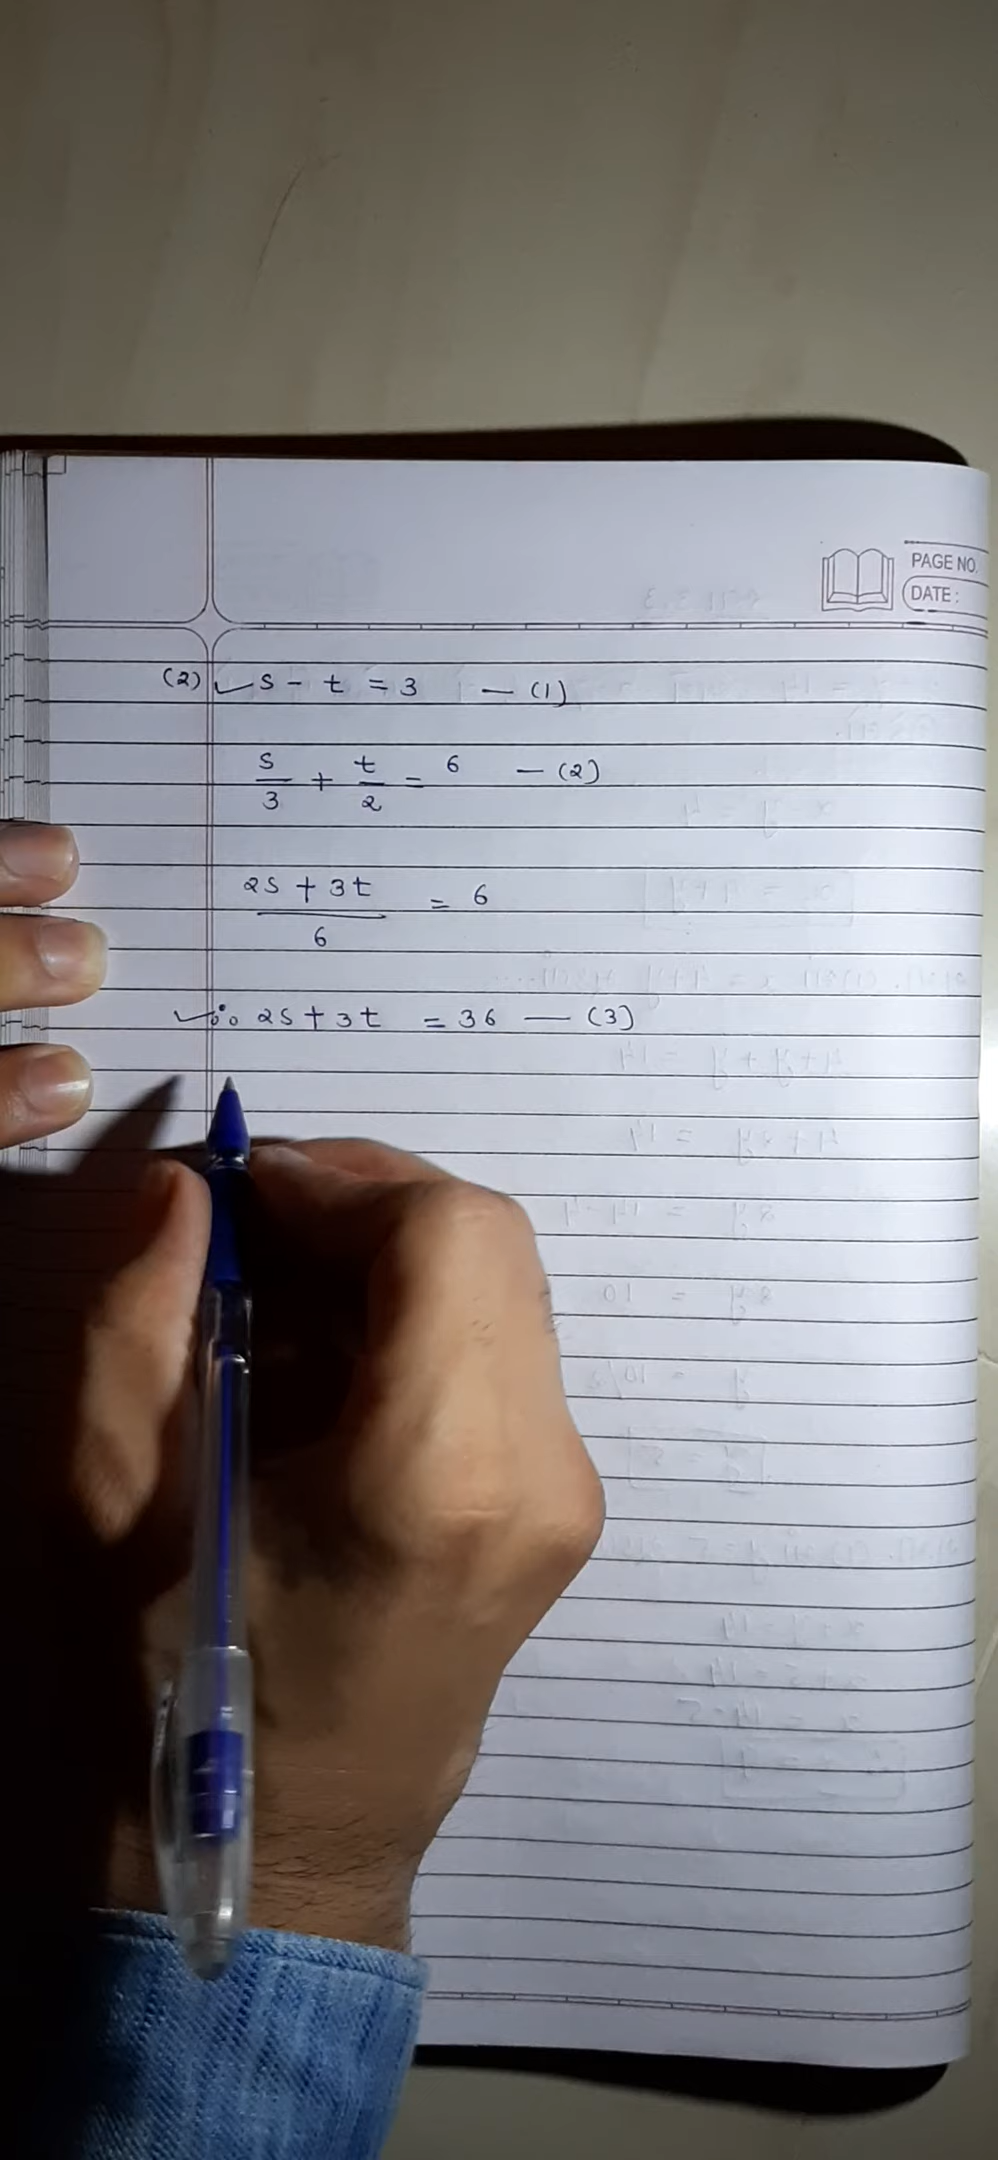 PAGE NO.
DATE :
(2) s - t = 3 — (1)
s/3 + t/2 = 6 — (2)
2s + 3t / 6 = 6
∴ 2s + 3t = 36 — (3)